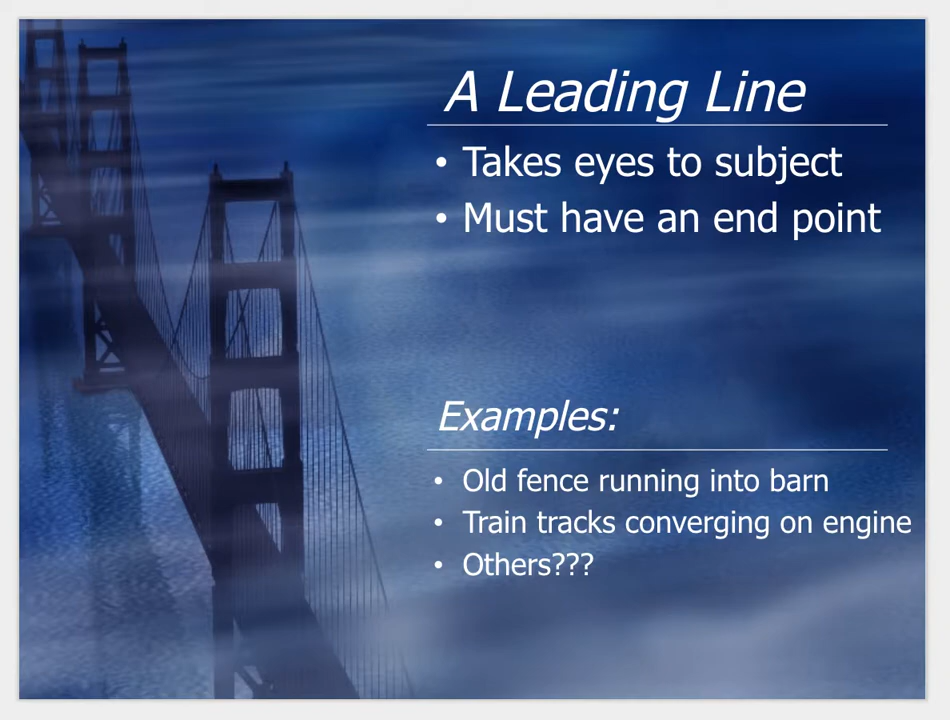 A Leading Line
• Takes eyes to subject
• Must have an end point
Examples:
• Old fence running into barn
• Train tracks converging on engine
• Others???